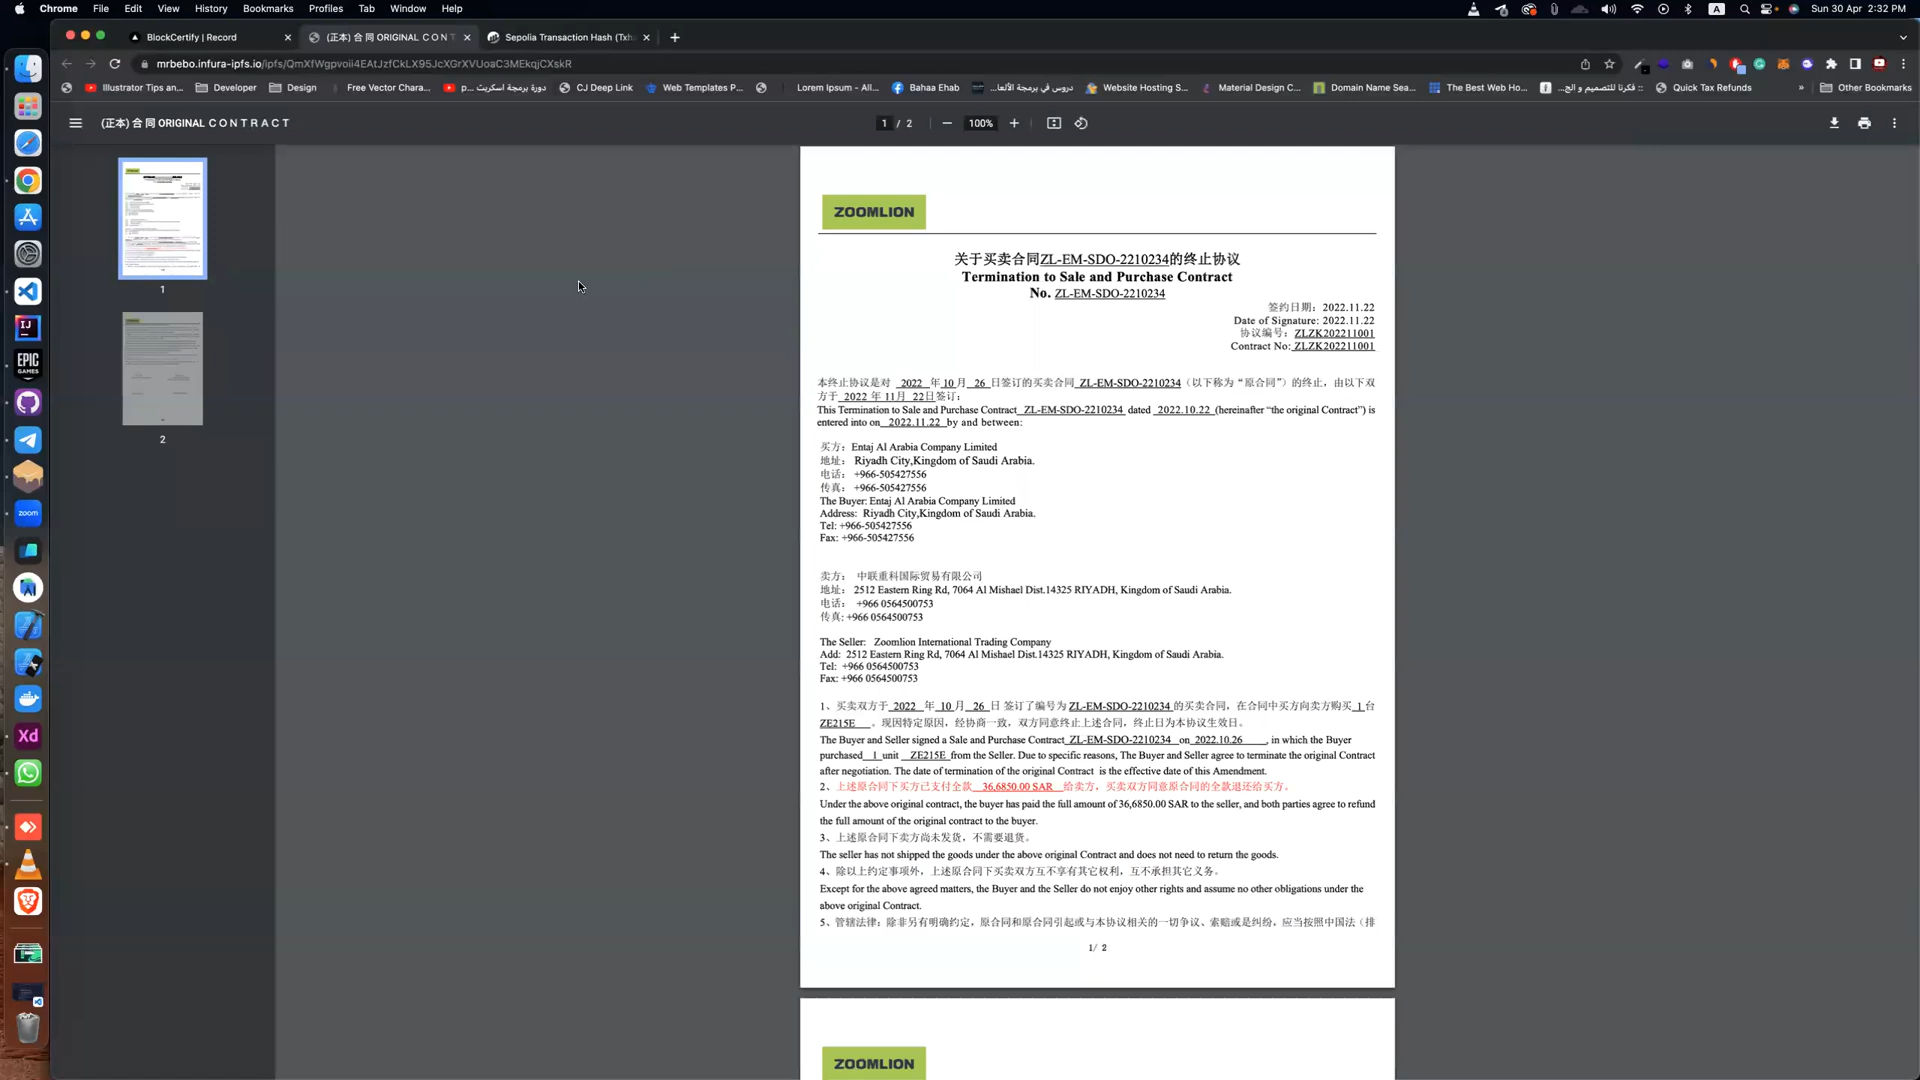 Chrome File Edit View History Bookmarks Profiles Tab Window Help
A Sun 30 Apr 2:32 PM
BlockCertify | Record
(正本) 合 同 ORIGINAL C O N T
Sepolia Transaction Hash (Txh
mrbebo.infura-ipfs.io/ipfs/QmXfWgpvoii4EAtJzfCkLX95JcXGrXVUoaC3MEkqjCXskR
Illustrator Tips an... Developer Design Free Vector Chara... دورة برمجة اسكريت ...p CJ Deep Link Web Templates P... Lorem Ipsum - All... Bahaa Ehab دروس في برمجة الألعا... Website Hosting S... Material Design C... Domain Name Sea... The Best Web Ho... فكرنا للتصميم و الح... :: Quick Tax Refunds » Other Bookmarks
(正本) 合 同 ORIGINAL C O N T R A C T
1 / 2
100%
1
2
ZOOMLION
关于买卖合同ZL-EM-SDO-2210234的终止协议
Termination to Sale and Purchase Contract
No. ZL-EM-SDO-2210234
签约日期：2022.11.22
Date of Signature: 2022.11.22
协议编号：ZLZK202211001
Contract No: ZLZK202211001
本终止协议是对 2022 年10 月 26 日签订的买卖合同 ZL-EM-SDO-2210234（以下称为“原合同”）的终止，由以下双
方于 2022 年 11月 22日签订：
This Termination to Sale and Purchase Contract ZL-EM-SDO-2210234 dated 2022.10.22 (hereinafter “the original Contract”) is
entered into on 2022.11.22 by and between:
买方：Entaj Al Arabia Company Limited
地址： Riyadh City,Kingdom of Saudi Arabia.
电话： +966-505427556
传真： +966-505427556
The Buyer: Entaj Al Arabia Company Limited
Address: Riyadh City,Kingdom of Saudi Arabia.
Tel: +966-505427556
Fax: +966-505427556
卖方： 中联重科国际贸易有限公司
地址： 2512 Eastern Ring Rd, 7064 Al Mishael Dist.14325 RIYADH, Kingdom of Saudi Arabia.
电话： +966 0564500753
传真: +966 0564500753
The Seller: Zoomlion International Trading Company
Add: 2512 Eastern Ring Rd, 7064 Al Mishael Dist.14325 RIYADH, Kingdom of Saudi Arabia.
Tel: +966 0564500753
Fax: +966 0564500753
1、买卖双方于 2022 年 10 月 26 日 签订了编号为 ZL-EM-SDO-2210234 的买卖合同，在合同中买方向卖方购买 1 台
ZE215E 。现因特定原因，经协商一致，双方同意终止上述合同，终止日为本协议生效日。
The Buyer and Seller signed a Sale and Purchase Contract ZL-EM-SDO-2210234 on 2022.10.26 , in which the Buyer
purchased 1 unit ZE215E from the Seller. Due to specific reasons, The Buyer and Seller agree to terminate the original Contract
after negotiation. The date of termination of the original Contract is the effective date of this Amendment.
2、上述原合同下买方已支付全款 36,6850.00 SAR 给卖方，买卖双方同意原合同的全款退还给买方。
Under the above original contract, the buyer has paid the full amount of 36,6850.00 SAR to the seller, and both parties agree to refund
the full amount of the original contract to the buyer.
3、上述原合同下卖方尚未发货，不需要退货。
The seller has not shipped the goods under the above original Contract and does not need to return the goods.
4、除以上约定事项外，上述原合同下买卖双方互不享有其它权利，互不承担其它义务。
Except for the above agreed matters, the Buyer and the Seller do not enjoy other rights and assume no other obligations under the
above original Contract.
5、管辖法律：除非另有明确约定，原合同和原合同引起或与本协议相关的一切争议、索赔或是纠纷，应当按照中国法（排
1/ 2
ZOOMLION
IJ
EPIC
GAMES
zoom
Xd